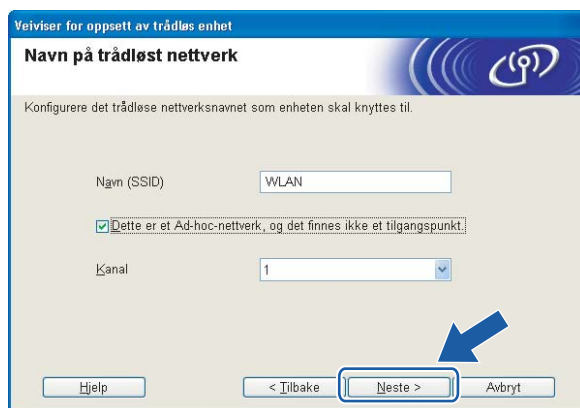 Veiviser for oppsett av trådløs enhet
Navn på trådløst nettverk
Konfigurere det trådløse nettverksnavnet som enheten skal knyttes til.
Navn (SSID) WLAN
Dette er et Ad-hoc-nettverk, og det finnes ikke et tilgangspunkt.
Kanal 1
Hjelp < Tilbake Neste > Avbryt